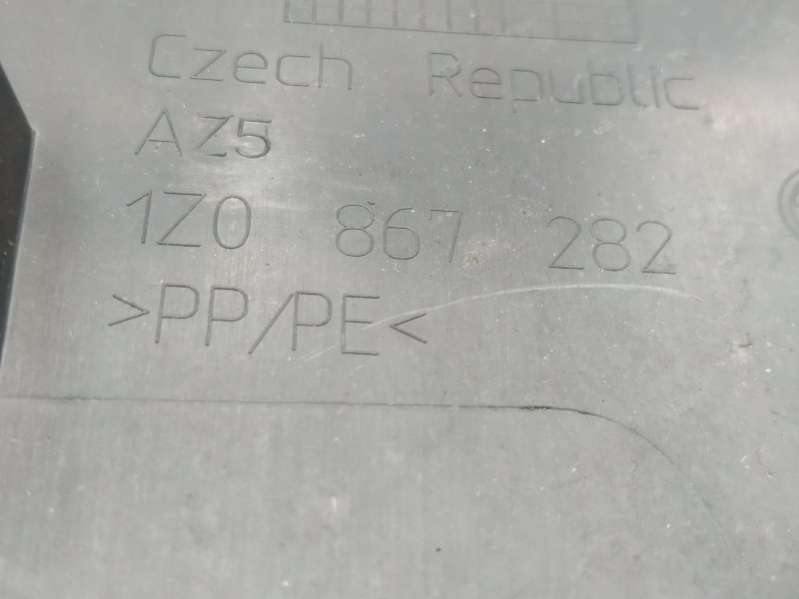 Czech Republic
AZ5
1Z0 867 282
>PP/PE<